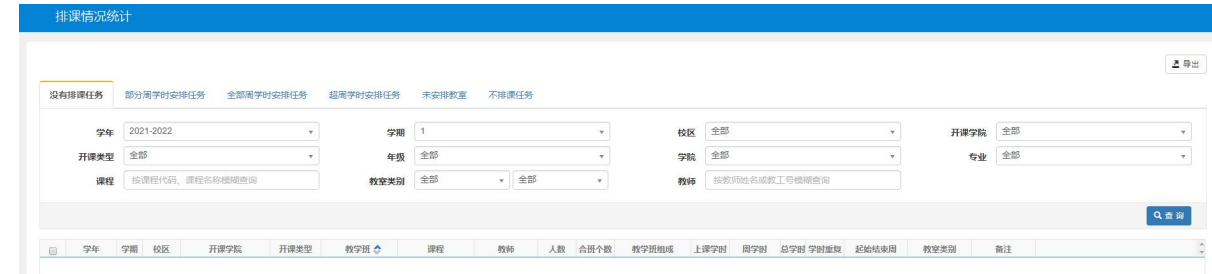 排课情况统计
导出
没有排课任务 部分周学时安排任务 全部周学时安排任务 超周学时安排任务 未安排教室 不排课任务
学年 2021-2022 学期 1 校区 全部 开课学院 全部
开课类型 全部 年级 全部 学院 全部 专业 全部
课程 按课程代码、课程名称模糊查询 教室类别 全部 全部 教师 按教师姓名或教工号模糊查询
查询
学年 学期 校区 开课学院 开课类型 教学班 课程 教师 人数 合班个数 教学班组成 上课学时 周学时 总学时 学时重复 起始结束周 教室类别 备注